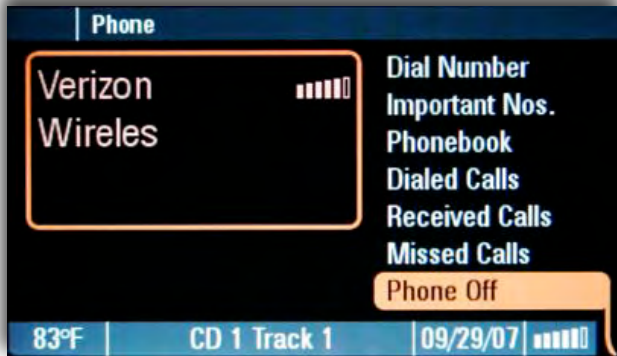 Phone
Verizon
Wireles
Dial Number
Important Nos.
Phonebook
Dialed Calls
Received Calls
Missed Calls
Phone Off
83°F
CD 1 Track 1
09/29/07